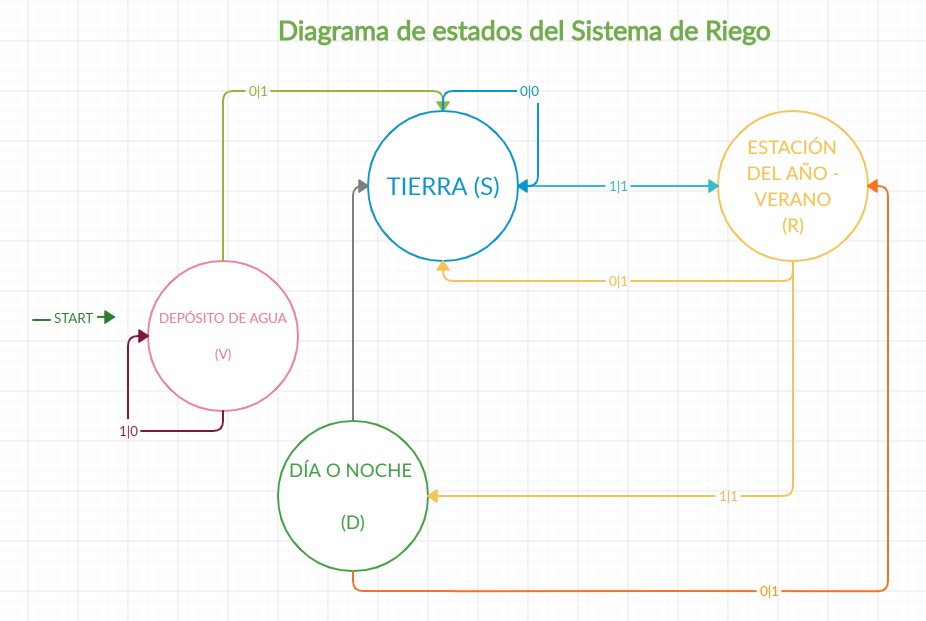 Diagrama de estados del Sistema de Riego
0|1
0|0
TIERRA (S)
1|1
ESTACIÓN
DEL AÑO -
VERANO
(R)
0|1
START
DEPÓSITO DE AGUA
(V)
1|0
DÍA O NOCHE
(D)
1|1
0|1